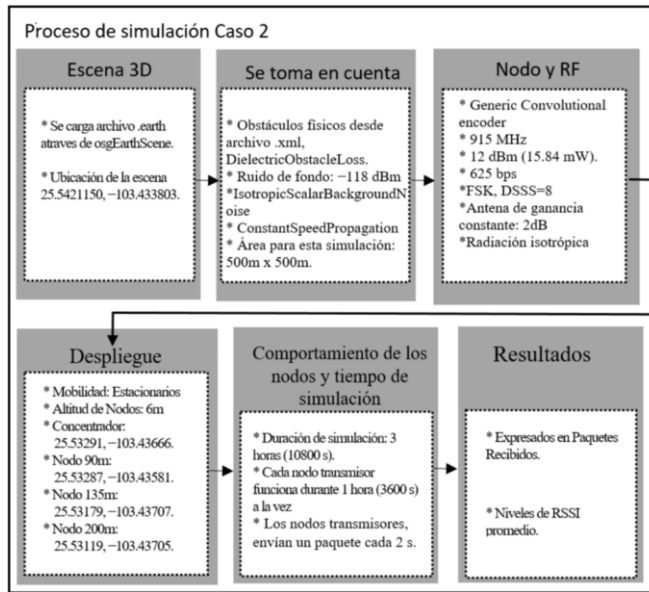 Proceso de simulación Caso 2
Escena 3D
* Se carga archivo .earth
atraves de osgEarthScene.
* Ubicación de la escena
25.5421150, −103.433803.
Se toma en cuenta
* Obstáculos físicos desde
archivo .xml,
DielectricObstacleLoss.
* Ruido de fondo: −118 dBm
*IsotropicScalarBackgroundN
oise
* ConstantSpeedPropagation
* Área para esta simulación:
500m x 500m.
Nodo y RF
* Generic Convolutional
encoder
* 915 MHz
* 12 dBm (15.84 mW).
* 625 bps
*FSK, DSSS=8
*Antena de ganancia
constante: 2dB
*Radiación isotrópica
Despliegue
* Mobilidad: Estacionarios
* Altitud de Nodos: 6m
* Concentrador:
25.53291, −103.43666.
* Nodo 90m:
25.53287, −103.43581.
* Nodo 135m:
25.53179, −103.43707.
* Nodo 200m:
25.53119, −103.43705.
Comportamiento de los
nodos y tiempo de
simulación
* Duración de simulación: 3
horas (10800 s).
* Cada nodo transmisor
funciona durante 1 hora (3600 s)
a la vez
* Los nodos transmisores,
envían un paquete cada 2 s.
Resultados
* Expresados en Paquetes
Recibidos.
* Niveles de RSSI
promedio.